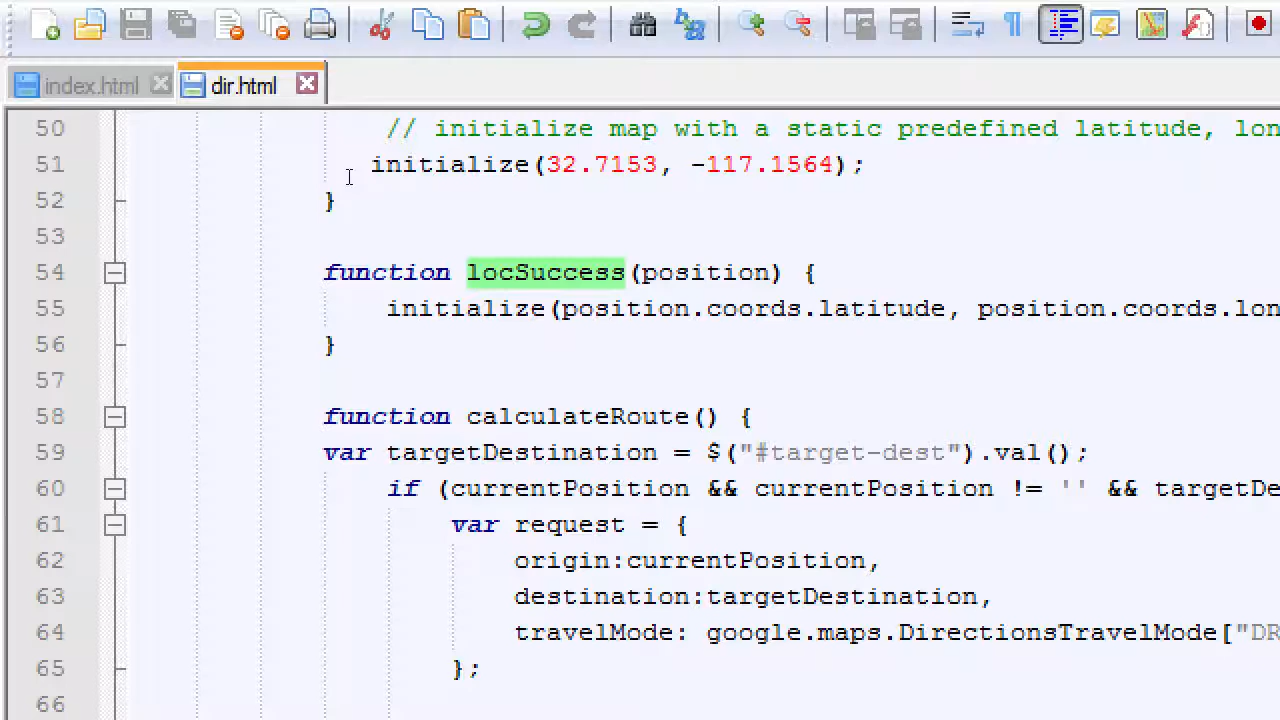 index.html dir.html
50 // initialize map with a static predefined latitude, lon
51 initialize(32.7153, -117.1564);
52 }
53
54 function locSuccess(position) {
55 initialize(position.coords.latitude, position.coords.lon
56 }
57
58 function calculateRoute() {
59 var targetDestination = $("#target-dest").val();
60 if (currentPosition && currentPosition != '' && targetDe
61 var request = {
62 origin:currentPosition,
63 destination:targetDestination,
64 travelMode: google.maps.DirectionsTravelMode["DR
65 };
66